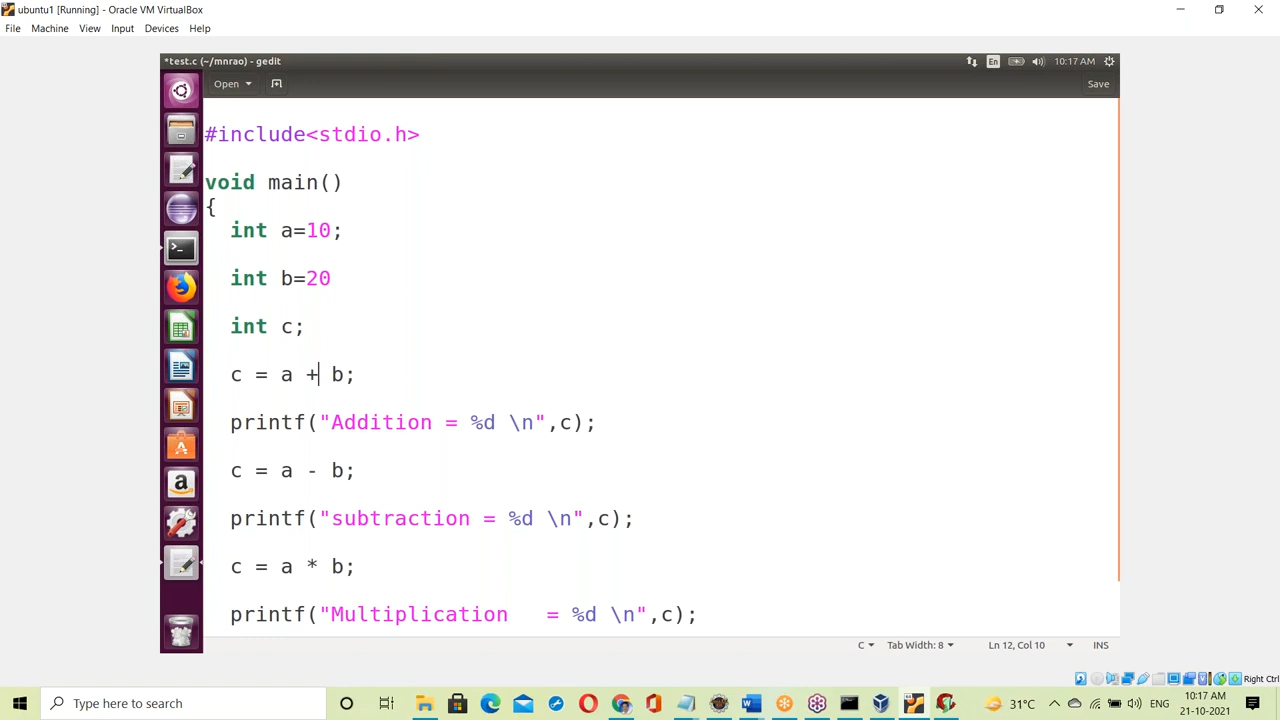 ubuntu1 [Running] - Oracle VM VirtualBox
File Machine View Input Devices Help
*test.c (~/mnrao) - gedit
En
10:17 AM
Open
Save
#include<stdio.h>
void main()
{
int a=10;
int b=20
int c;
c = a + b;
printf("Addition = %d \n",c);
c = a - b;
printf("subtraction = %d \n",c);
c = a * b;
printf("Multiplication   = %d \n",c);
C
Tab Width: 8
Ln 12, Col 10
INS
Right Ctrl
Type here to search
31°C
ENG
10:17 AM
21-10-2021